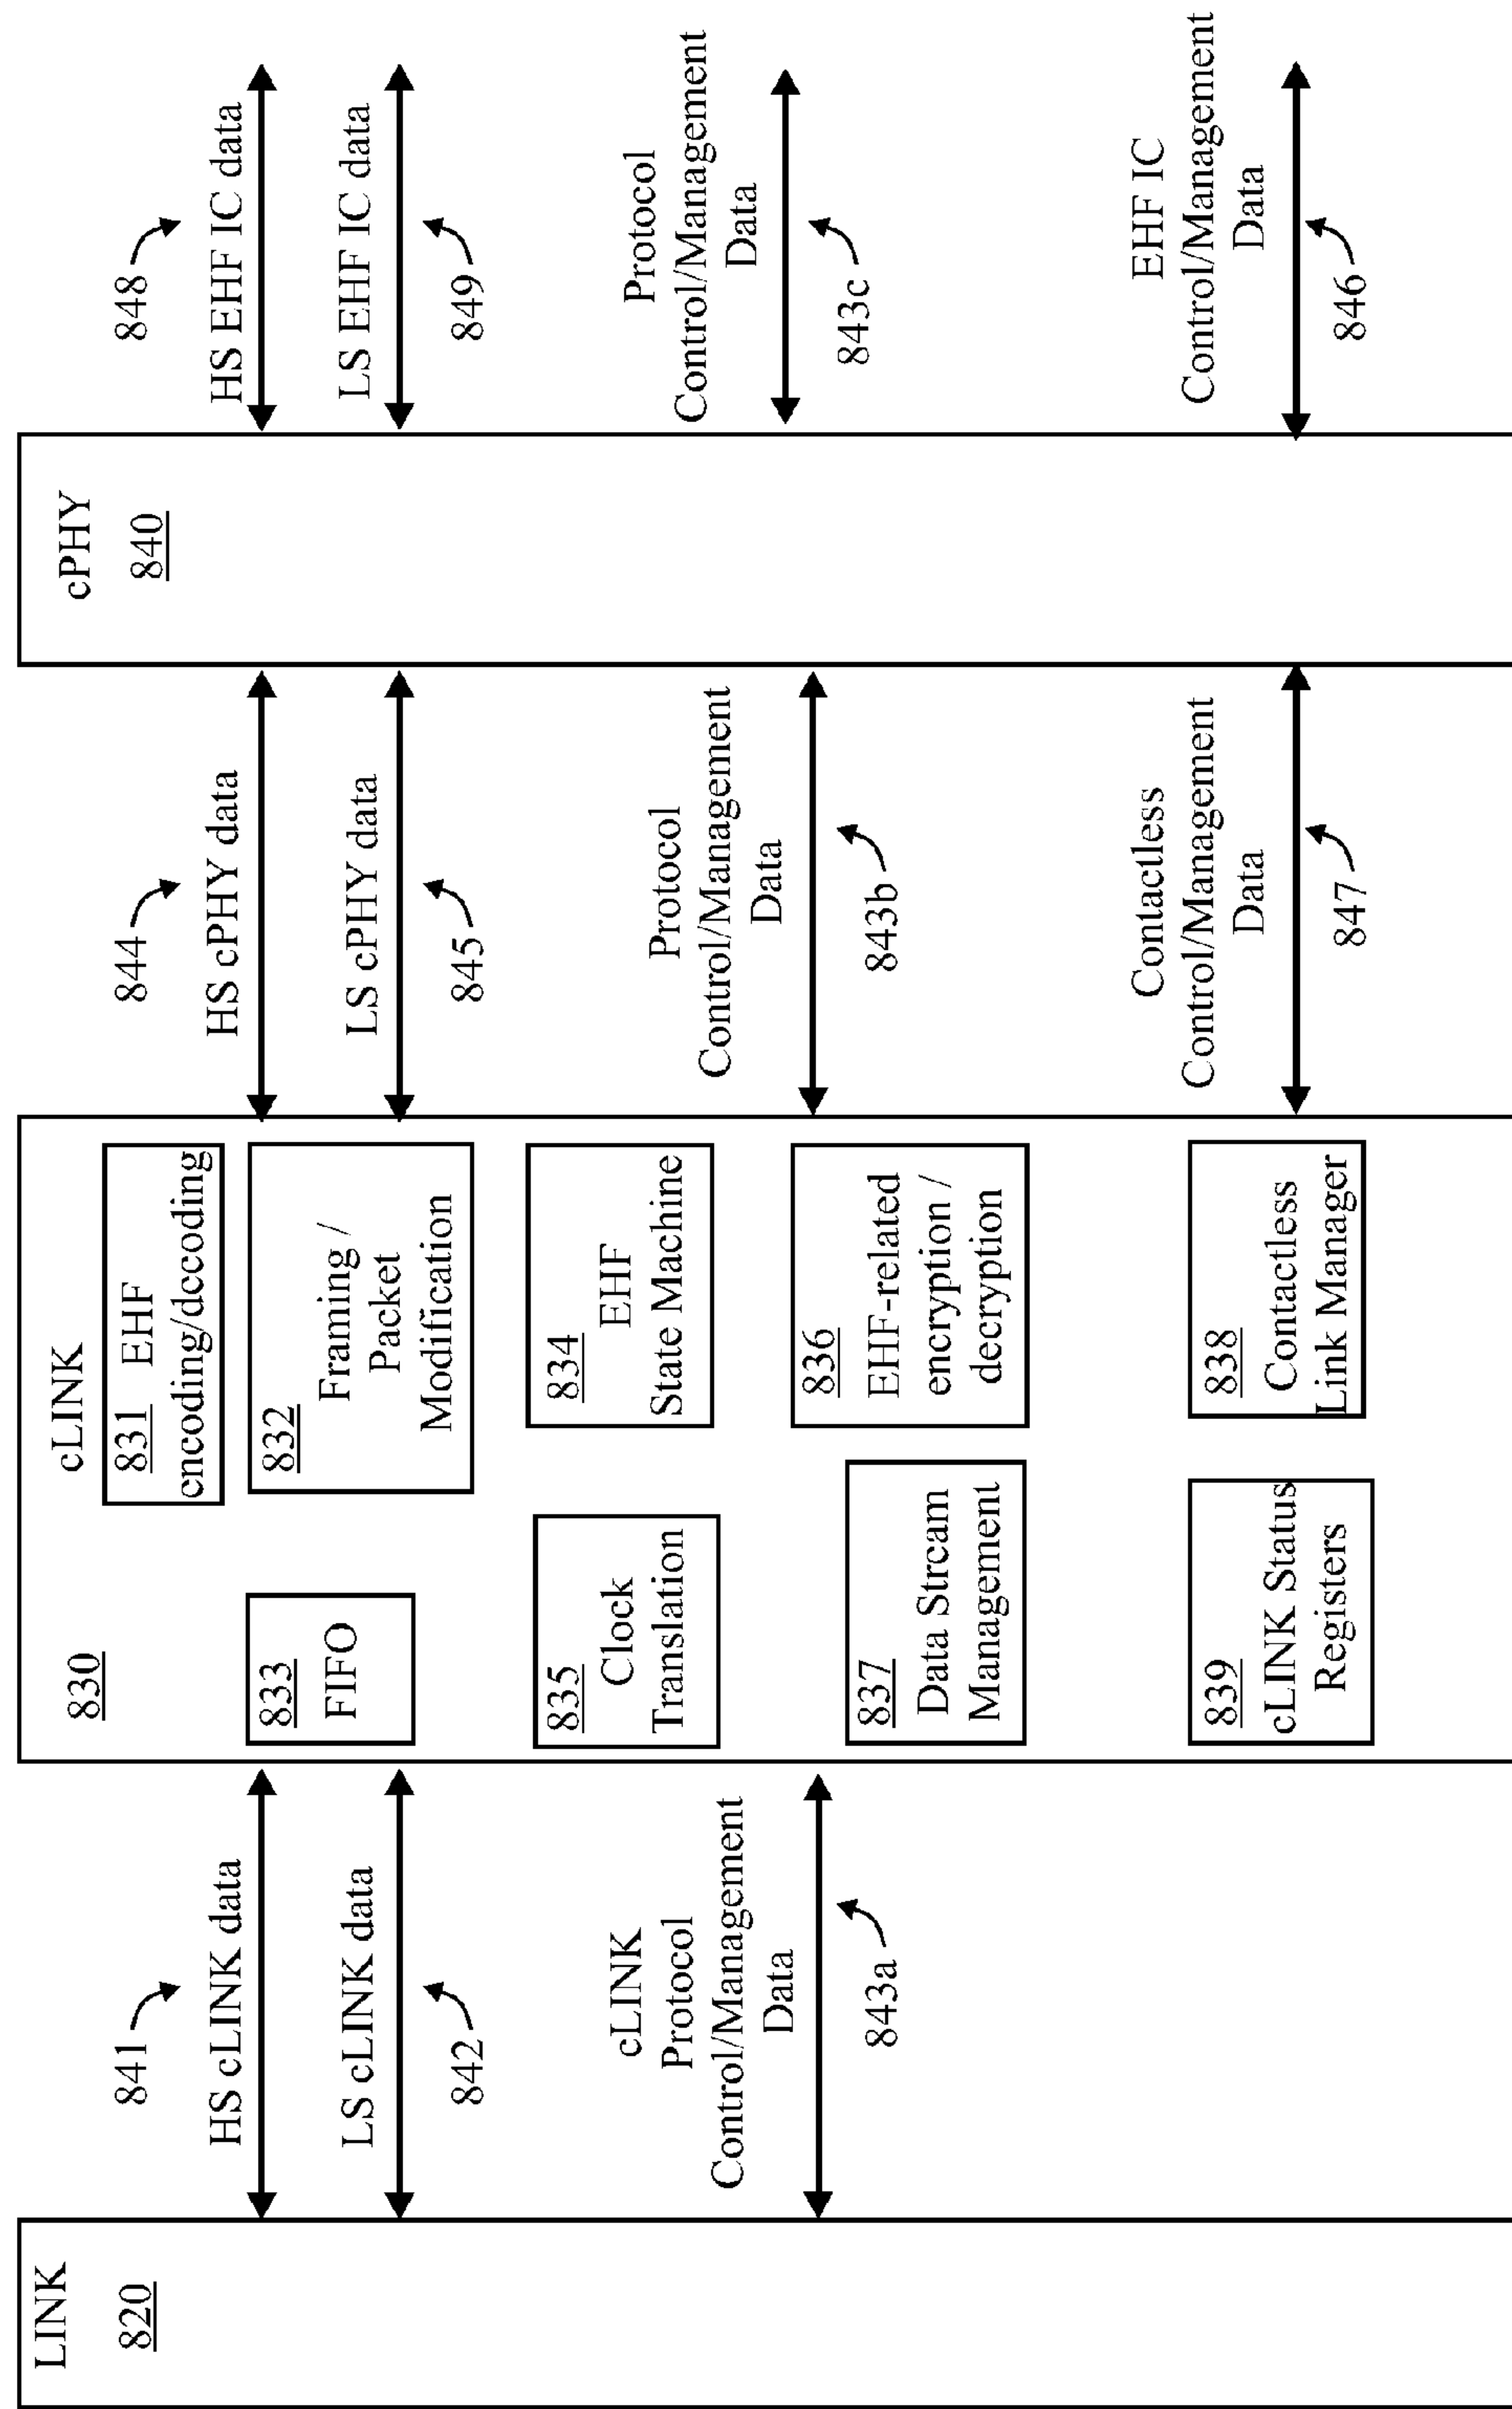 LINK
820
841
HS cLINK data
LS cLINK data
842
cLINK
Protocol
Control/Management
Data
843a
cLINK
830
831 EHF
encoding/dccoding
832
Framing /
Packet
Modification
833
FIFO
834
EHF
State Machine
835
Clock
Translation
836
EHF-related
encryption /
decryption
837
Data Strcam
Management
838
Contactless
Link Manager
839
cLINK Status
Registers
844
HS cPHY data
LS cPHY data
845
Protocol
Control/Management
Data
843b
Contactless
Control/Management
Data
847
cPHY
840
848
HS EHF IC data
LS EHF IC data
849
Protocol
Control/Management
Data
843c
EHF IC
Control/Management
Data
846